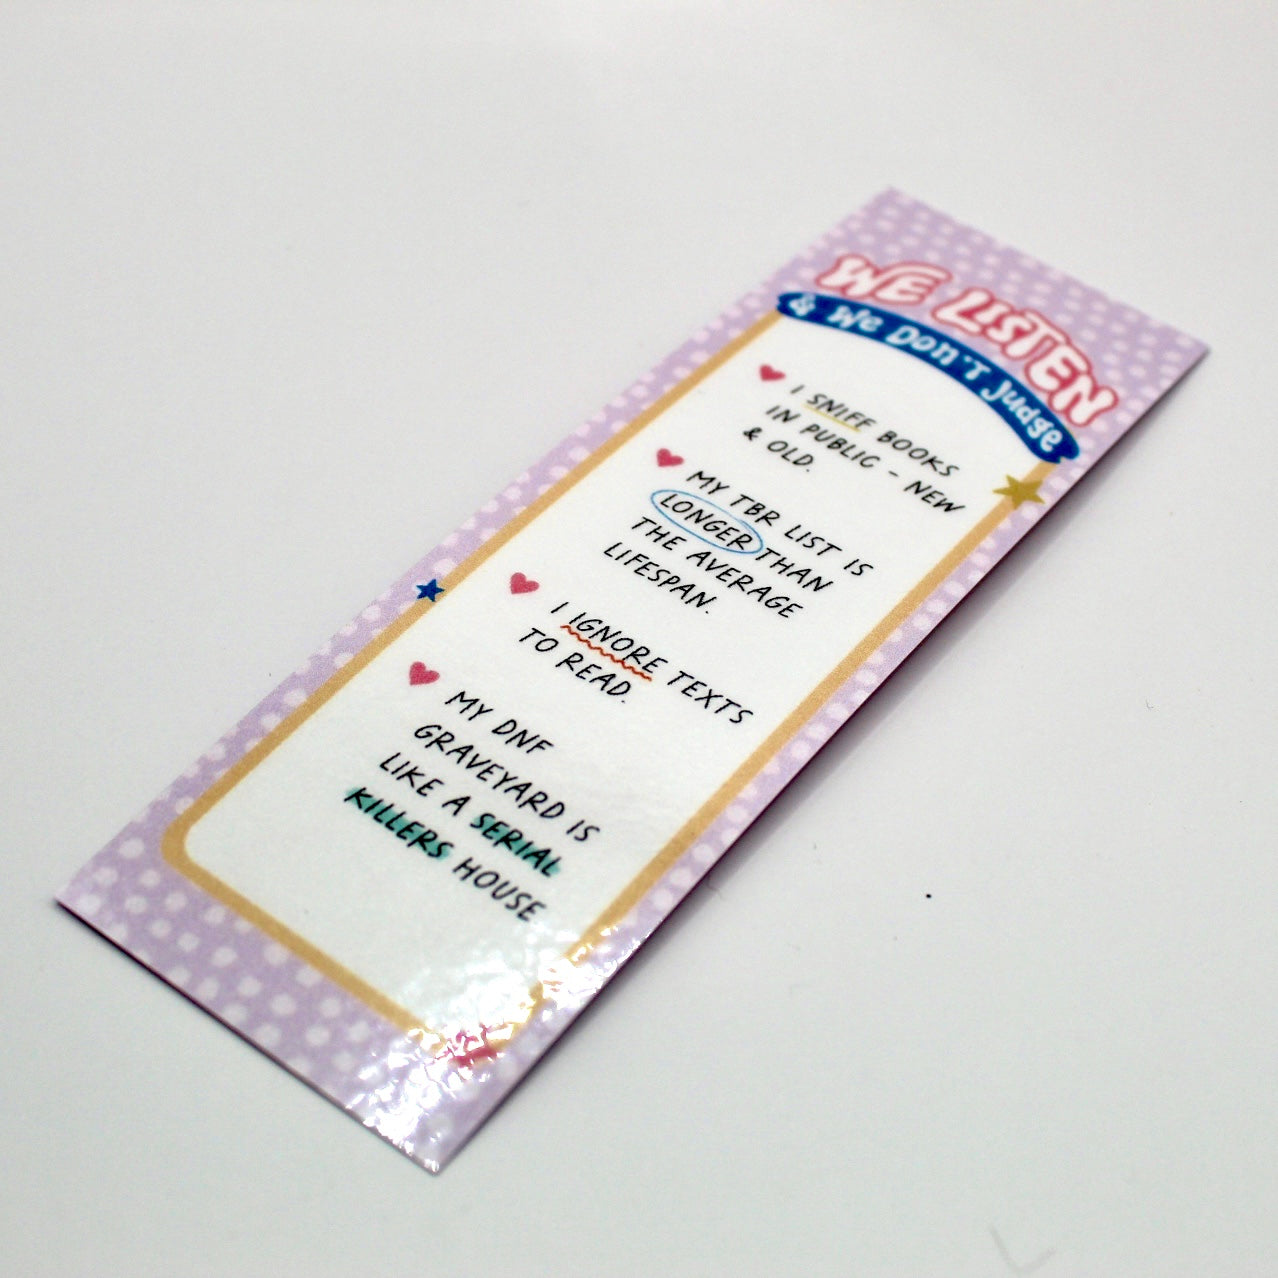 WE LISTEN
& We Don't Judge
I SNIFF BOOKS
IN PUBLIC - NEW
& OLD.
MY TBR LIST IS
LONGER THAN
THE AVERAGE
LIFESPAN.
I IGNORE TEXTS
TO READ.
MY DNF
GRAVEYARD IS
LIKE A SERIAL
KILLERS HOUSE